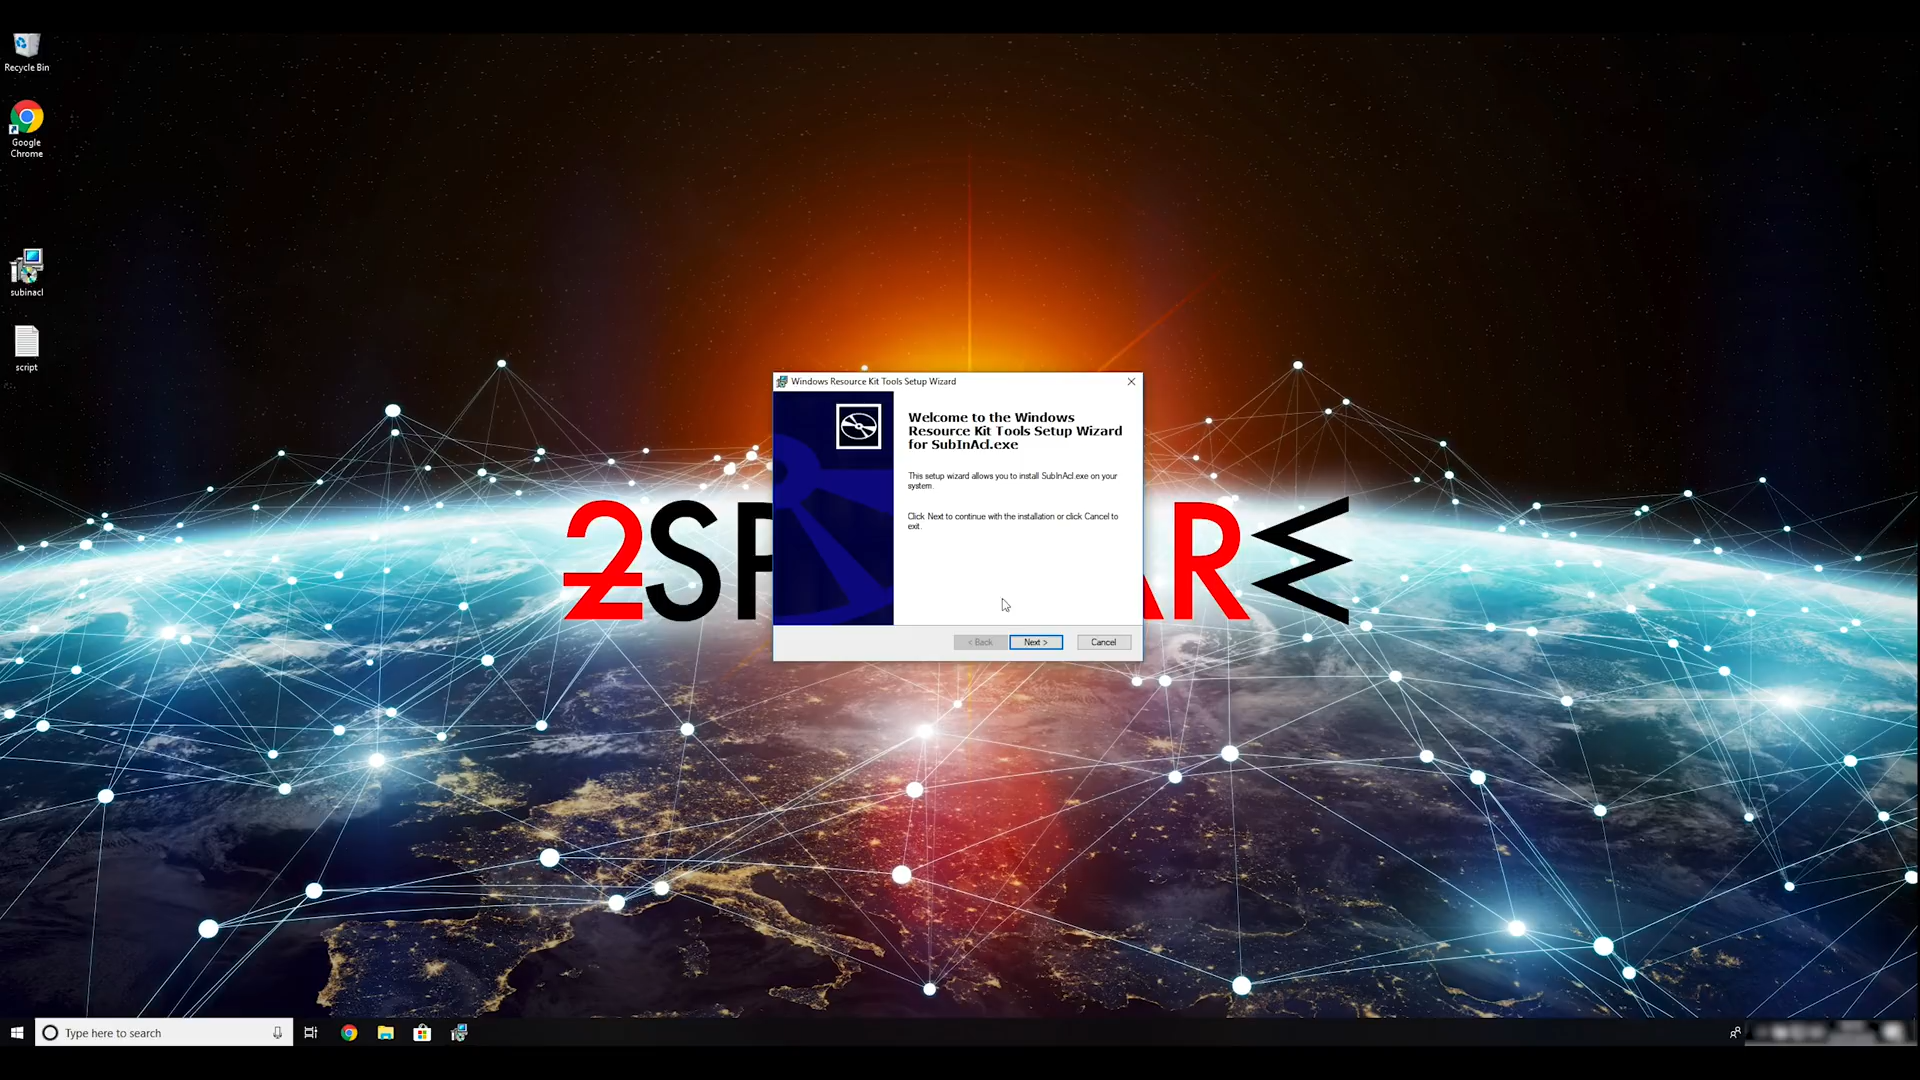 Recycle Bin
Google
Chrome
subinacl
script
Windows Resource Kit Tools Setup Wizard
Welcome to the Windows
Resource Kit Tools Setup Wizard
for SubInAcl.exe
This setup wizard allows you to install SubInAcl.exe on your
system.
Click Next to continue with the installation or click Cancel to
exit.
< Back
Next >
Cancel
Type here to search